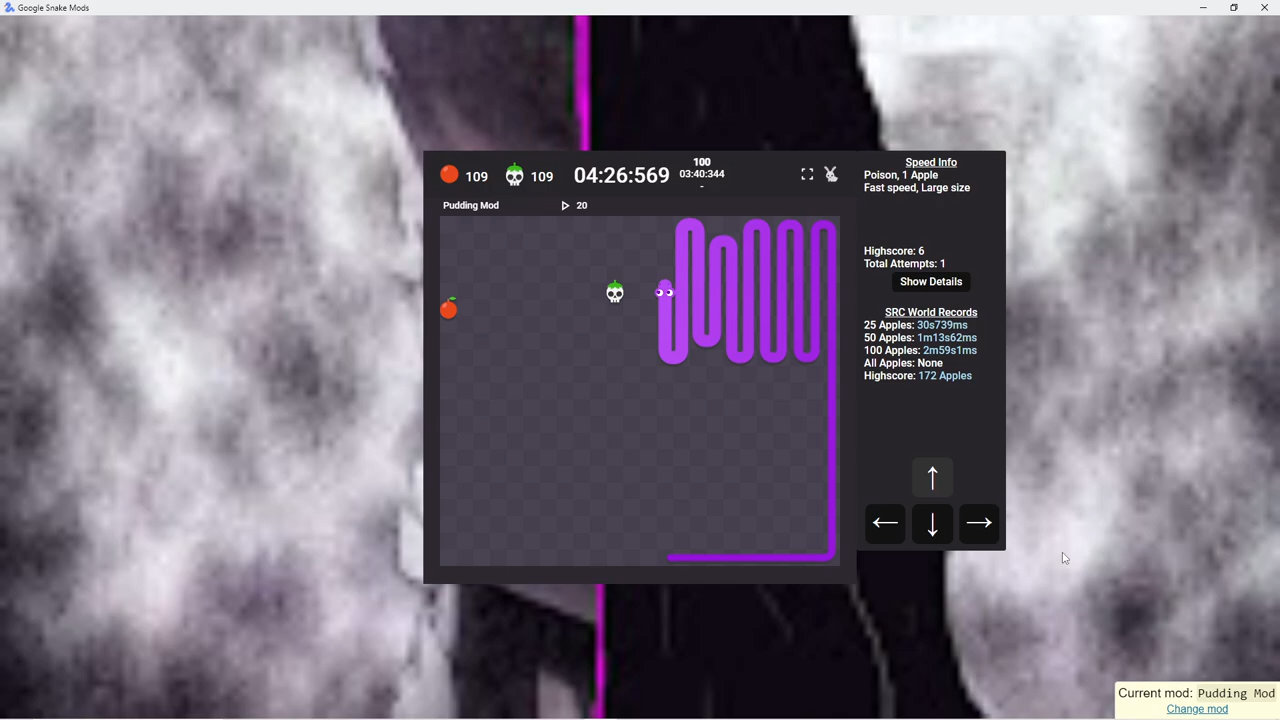 Google Snake Mods
109
109
04:26:569
100
03:40:344
-
Pudding Mod
20
Speed Info
Poison, 1 Apple
Fast speed, Large size
Highscore: 6
Total Attempts: 1
Show Details
SRC World Records
25 Apples: 30s739ms
50 Apples: 1m13s62ms
100 Apples: 2m59s1ms
All Apples: None
Highscore: 172 Apples
↑
← ↓ →
Current mod: Pudding Mod
Change mod